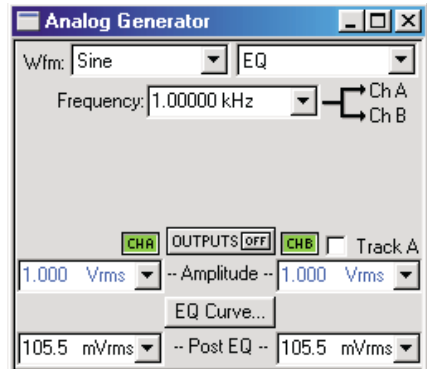 Analog Generator
Wfm: Sine EQ
Frequency: 1.00000 kHz
Ch A
Ch B
CHA OUTPUTS OFF CHB Track A
1.000 Vrms -- Amplitude -- 1.000 Vrms
EQ Curve...
105.5 mVrms -- Post EQ -- 105.5 mVrms